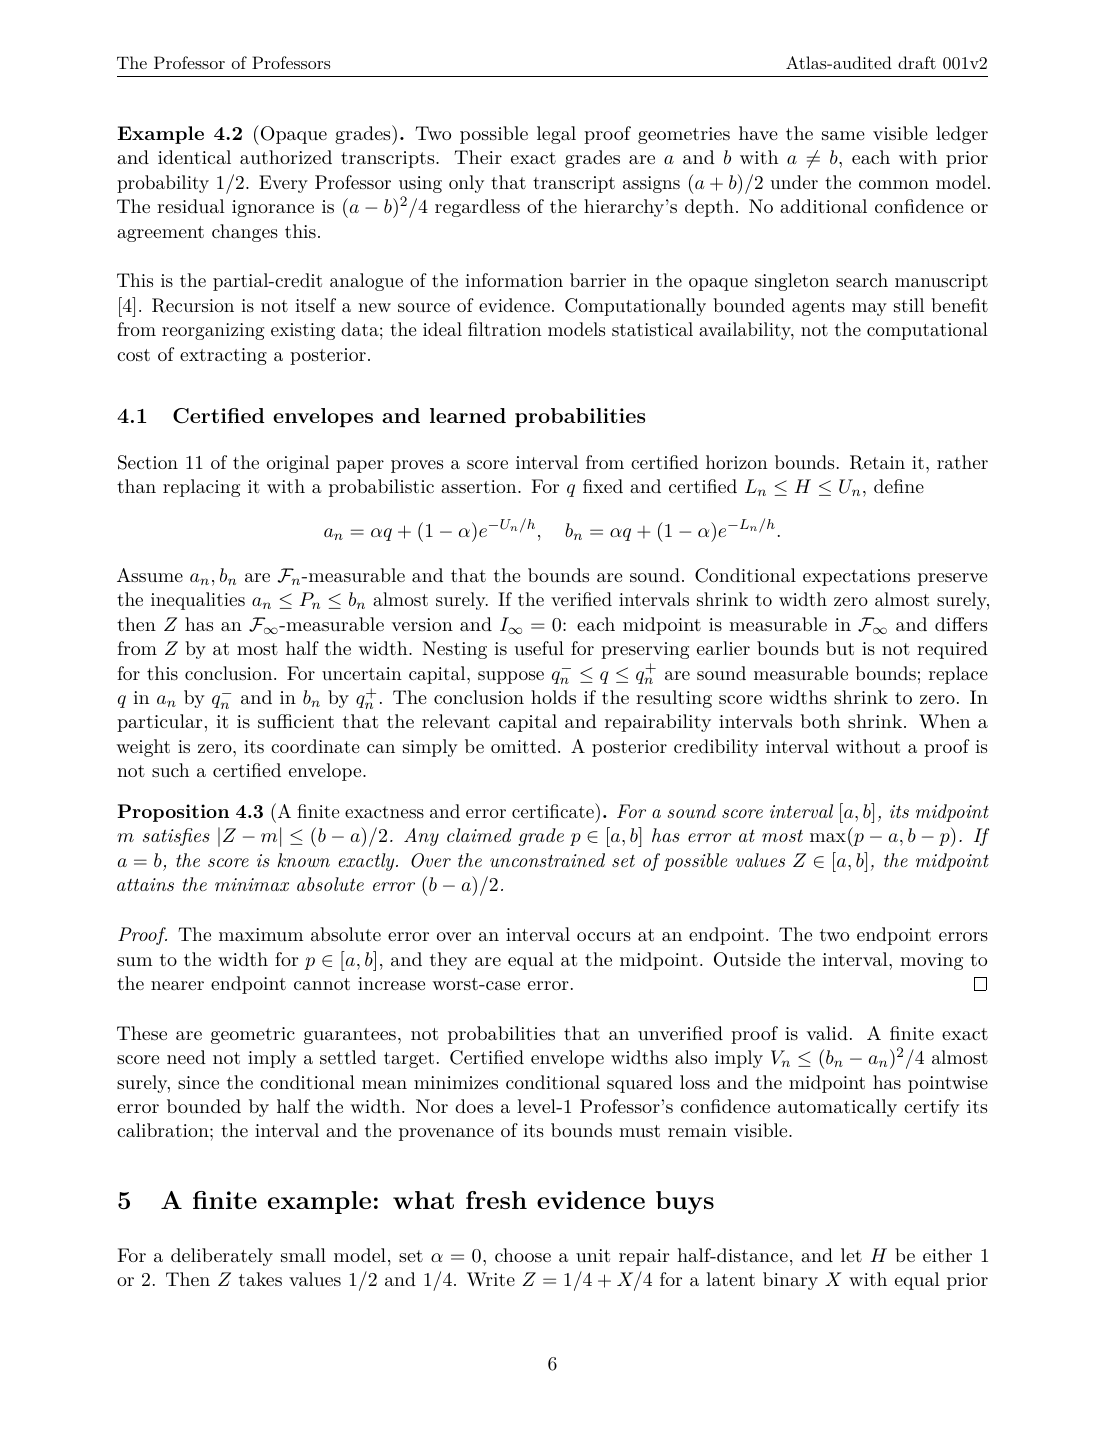 The Professor of Professors Atlas-audited draft 001v2
Example 4.2 (Opaque grades). Two possible legal proof geometries have the same visible ledger
and identical authorized transcripts. Their exact grades are a and b with a ≠ b, each with prior
probability 1/2. Every Professor using only that transcript assigns (a + b)/2 under the common model.
The residual ignorance is (a − b)²/4 regardless of the hierarchy's depth. No additional confidence or
agreement changes this.
This is the partial-credit analogue of the information barrier in the opaque singleton search manuscript
[4]. Recursion is not itself a new source of evidence. Computationally bounded agents may still benefit
from reorganizing existing data; the ideal filtration models statistical availability, not the computational
cost of extracting a posterior.
4.1 Certified envelopes and learned probabilities
Section 11 of the original paper proves a score interval from certified horizon bounds. Retain it, rather
than replacing it with a probabilistic assertion. For q fixed and certified Lₙ ≤ H ≤ Uₙ, define
aₙ = αq + (1 − α)e^{−Uₙ/h}, bₙ = αq + (1 − α)e^{−Lₙ/h}.
Assume aₙ, bₙ are ℱₙ-measurable and that the bounds are sound. Conditional expectations preserve
the inequalities aₙ ≤ Pₙ ≤ bₙ almost surely. If the verified intervals shrink to width zero almost surely,
then Z has an ℱ∞-measurable version and I∞ = 0: each midpoint is measurable in ℱ∞ and differs
from Z by at most half the width. Nesting is useful for preserving earlier bounds but is not required
for this conclusion. For uncertain capital, suppose qₙ⁻ ≤ q ≤ qₙ⁺ are sound measurable bounds; replace
q in aₙ by qₙ⁻ and in bₙ by qₙ⁺. The conclusion holds if the resulting score widths shrink to zero. In
particular, it is sufficient that the relevant capital and repairability intervals both shrink. When a
weight is zero, its coordinate can simply be omitted. A posterior credibility interval without a proof is
not such a certified envelope.
Proposition 4.3 (A finite exactness and error certificate). For a sound score interval [a, b], its midpoint
m satisfies |Z − m| ≤ (b − a)/2. Any claimed grade p ∈ [a, b] has error at most max(p − a, b − p). If
a = b, the score is known exactly. Over the unconstrained set of possible values Z ∈ [a, b], the midpoint
attains the minimax absolute error (b − a)/2.
Proof. The maximum absolute error over an interval occurs at an endpoint. The two endpoint errors
sum to the width for p ∈ [a, b], and they are equal at the midpoint. Outside the interval, moving to
the nearer endpoint cannot increase worst-case error. □
These are geometric guarantees, not probabilities that an unverified proof is valid. A finite exact
score need not imply a settled target. Certified envelope widths also imply Vₙ ≤ (bₙ − aₙ)²/4 almost
surely, since the conditional mean minimizes conditional squared loss and the midpoint has pointwise
error bounded by half the width. Nor does a level-1 Professor's confidence automatically certify its
calibration; the interval and the provenance of its bounds must remain visible.
5 A finite example: what fresh evidence buys
For a deliberately small model, set α = 0, choose a unit repair half-distance, and let H be either 1
or 2. Then Z takes values 1/2 and 1/4. Write Z = 1/4 + X/4 for a latent binary X with equal prior
6